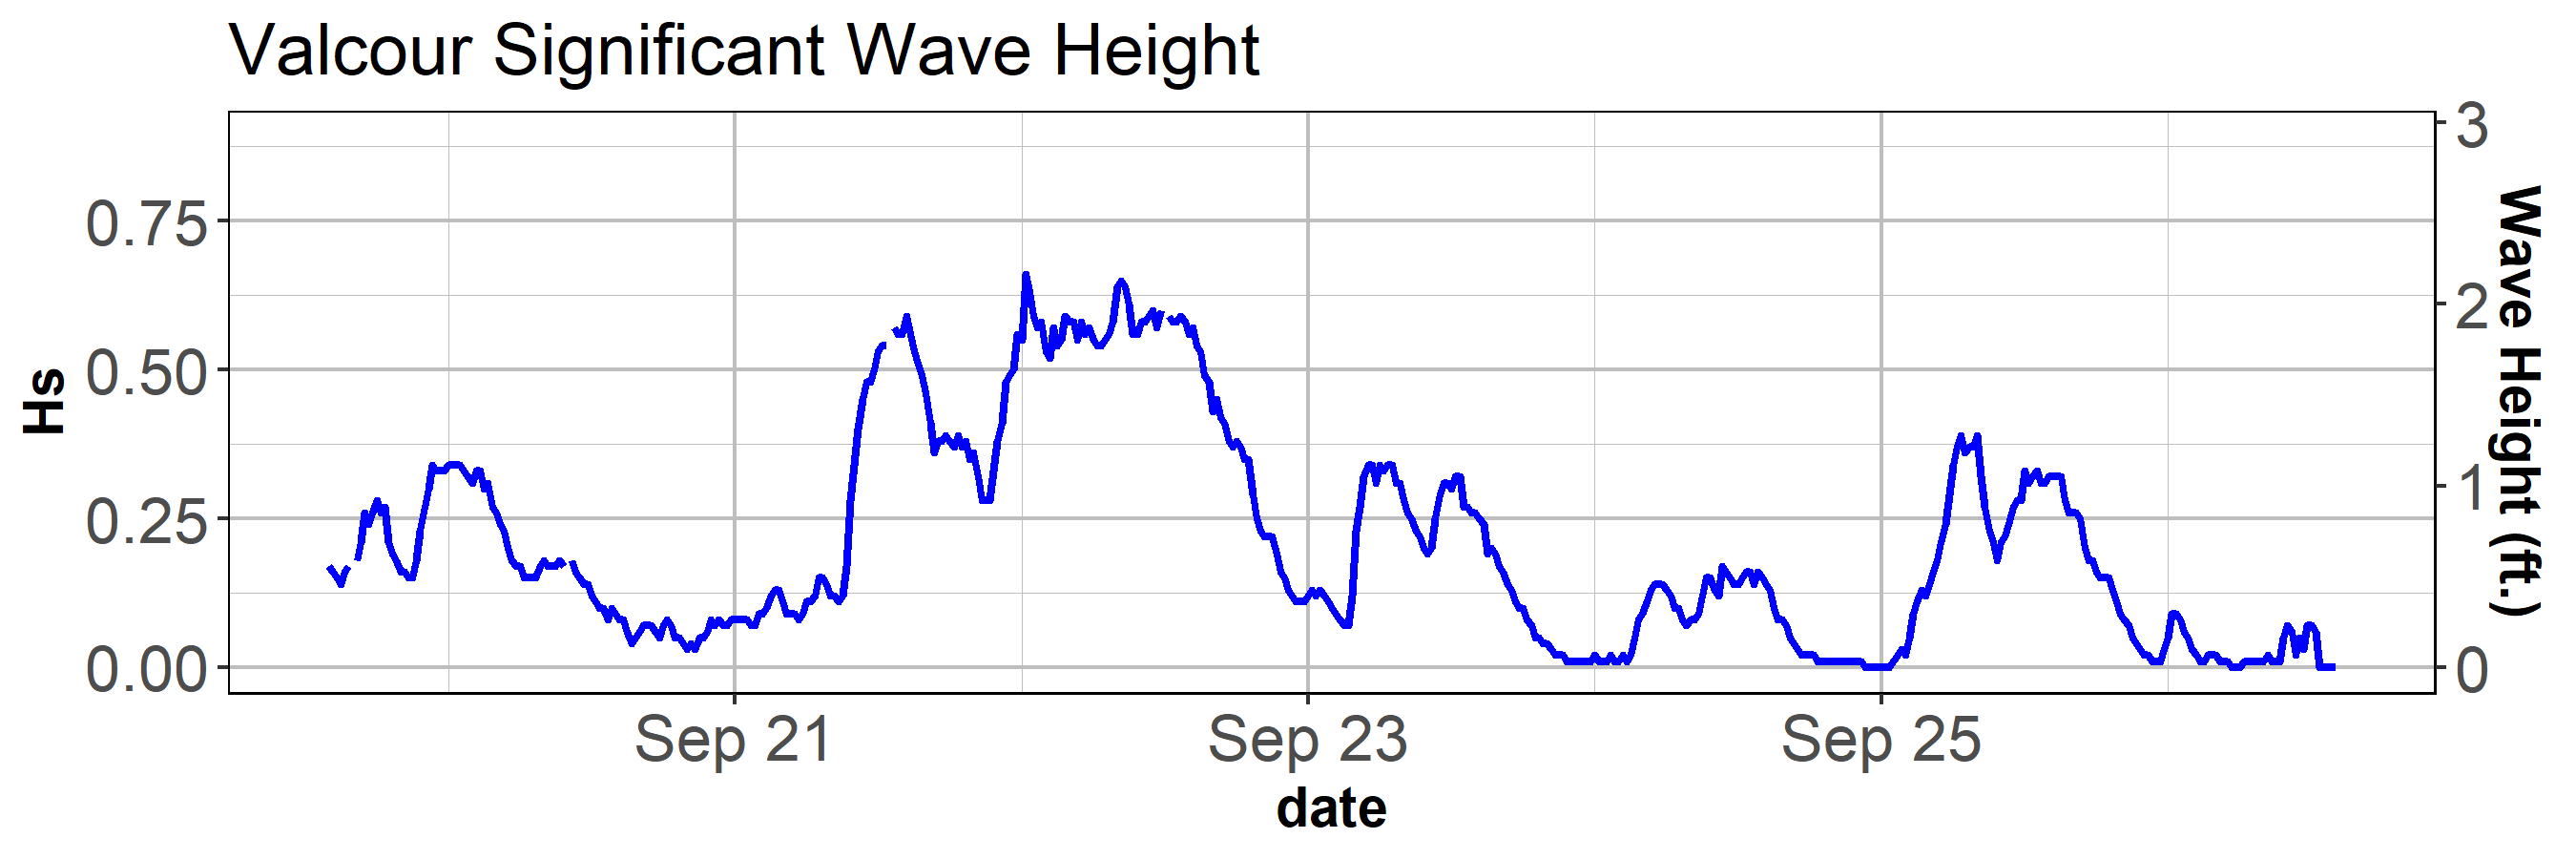 Valcour Significant Wave Height
Hs
0.75
0.50
0.25
0.00
3
2
1
0
Wave Height (ft.)
Sep 21
Sep 23
Sep 25
date